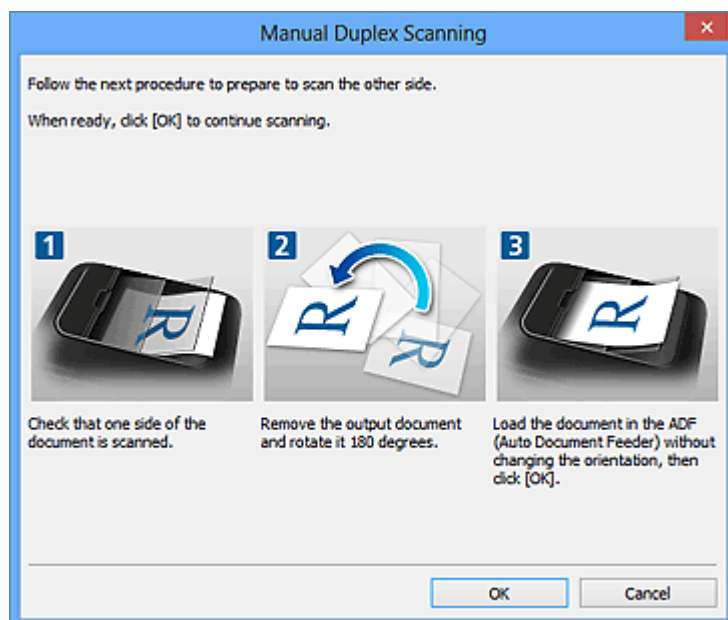 Manual Duplex Scanning
Follow the next procedure to prepare to scan the other side.
When ready, click [OK] to continue scanning.
1
R
Check that one side of the
document is scanned.
2
R
R
Remove the output document
and rotate it 180 degrees.
3
R
Load the document in the ADF
(Auto Document Feeder) without
changing the orientation, then
click [OK].
OK
Cancel